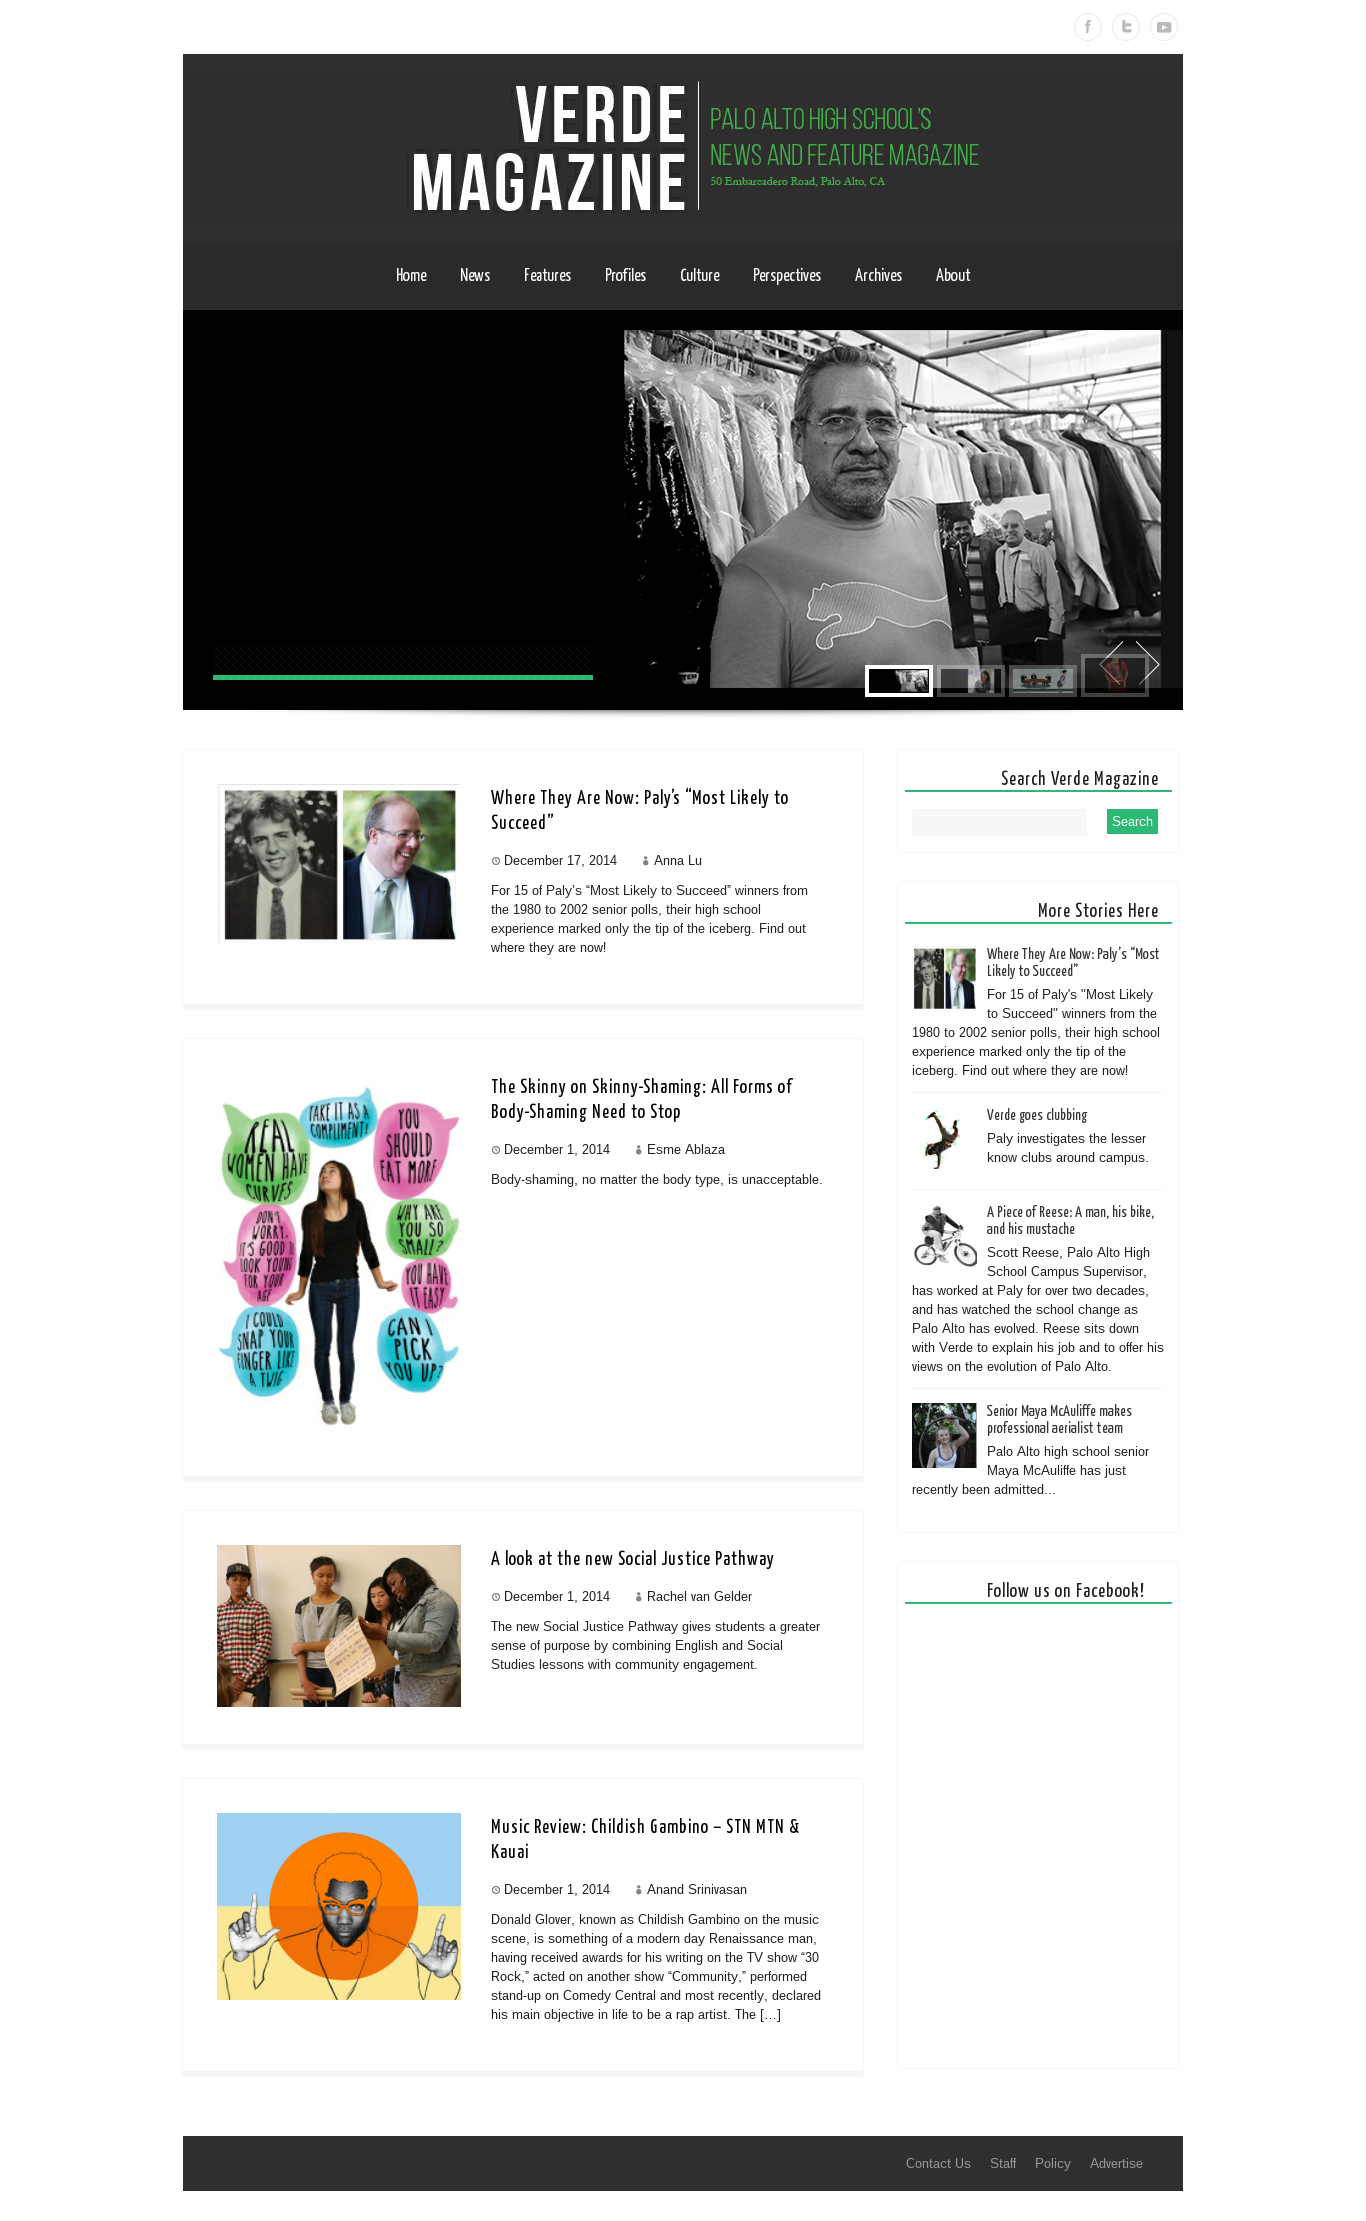 VERDE
MAGAZINE
PALO ALTO HIGH SCHOOL'S
NEWS AND FEATURE MAGAZINE
50 Embarcadero Road, Palo Alto, CA
Home News Features Profiles Culture Perspectives Archives About
Where They Are Now: Paly’s “Most Likely to
Succeed”
December 17, 2014 Anna Lu
For 15 of Paly’s “Most Likely to Succeed” winners from
the 1980 to 2002 senior polls, their high school
experience marked only the tip of the iceberg. Find out
where they are now!
REAL
WOMEN HAVE
CURVES
TAKE IT AS A
COMPLIMENT!
YOU
SHOULD
EAT MORE!
DON'T
WORRY.
IT'S GOOD TO
LOOK YOUNG
FOR YOUR
AGE
WHY ARE
YOU SO
SMALL?
YOU HAVE
IT EASY
I COULD
SNAP YOUR
FINGER LIKE
A TWIG
CAN I
PICK
YOU UP?
The Skinny on Skinny-Shaming: All Forms of
Body-Shaming Need to Stop
December 1, 2014 Esme Ablaza
Body-shaming, no matter the body type, is unacceptable.
A look at the new Social Justice Pathway
December 1, 2014 Rachel van Gelder
The new Social Justice Pathway gives students a greater
sense of purpose by combining English and Social
Studies lessons with community engagement.
Music Review: Childish Gambino – STN MTN &
Kauai
December 1, 2014 Anand Srinivasan
Donald Glover, known as Childish Gambino on the music
scene, is something of a modern day Renaissance man,
having received awards for his writing on the TV show “30
Rock,” acted on another show “Community,” performed
stand-up on Comedy Central and most recently, declared
his main objective in life to be a rap artist. The […]
Search Verde Magazine
Search
More Stories Here
Where They Are Now: Paly’s “Most
Likely to Succeed”
For 15 of Paly's "Most Likely
to Succeed" winners from the
1980 to 2002 senior polls, their high school
experience marked only the tip of the
iceberg. Find out where they are now!
Verde goes clubbing
Paly investigates the lesser
know clubs around campus.
A Piece of Reese: A man, his bike,
and his mustache
Scott Reese, Palo Alto High
School Campus Supervisor,
has worked at Paly for over two decades,
and has watched the school change as
Palo Alto has evolved. Reese sits down
with Verde to explain his job and to offer his
views on the evolution of Palo Alto.
Senior Maya McAuliffe makes
professional aerialist team
Palo Alto high school senior
Maya McAuliffe has just
recently been admitted...
Follow us on Facebook!
Contact Us Staff Policy Advertise